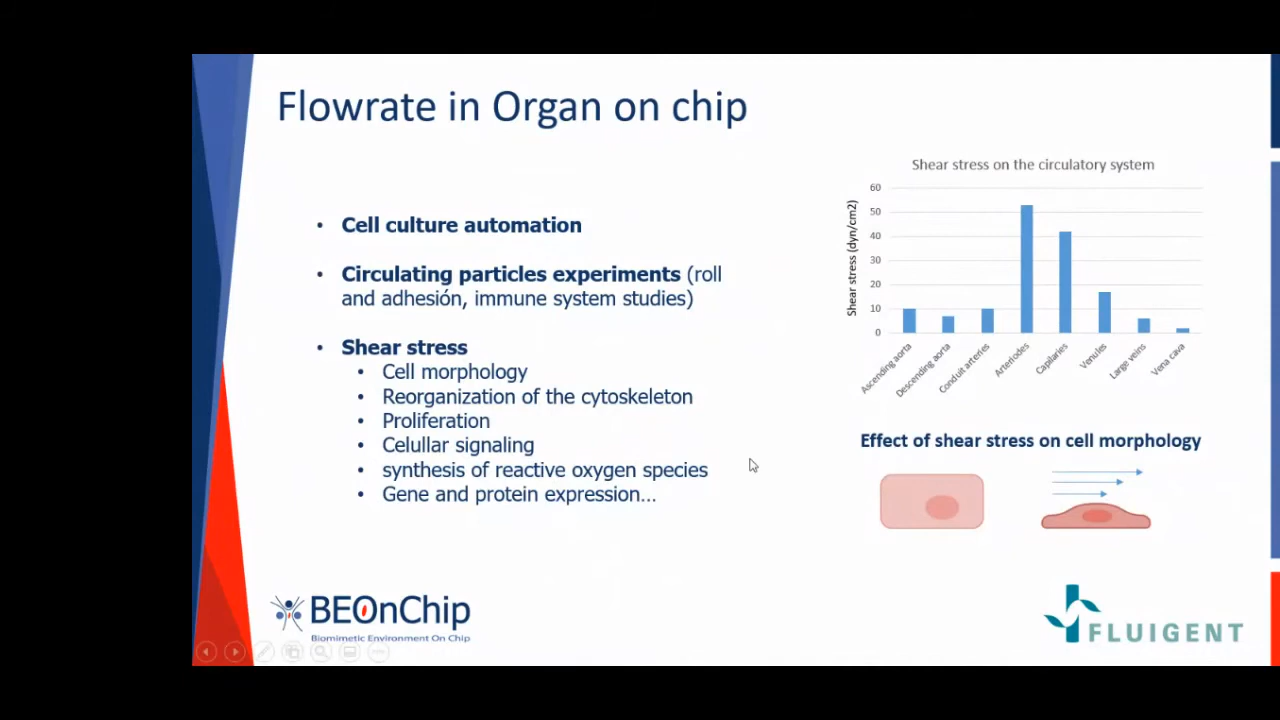 Flowrate in Organ on chip
• Cell culture automation
• Circulating particles experiments (roll
and adhesión, immune system studies)
• Shear stress
• Cell morphology
• Reorganization of the cytoskeleton
• Proliferation
• Celullar signaling
• synthesis of reactive oxygen species
• Gene and protein expression...
Shear stress on the circulatory system
Shear stress (dyn/cm2)
60
50
40
30
20
10
0
Ascending aorta
Descending aorta
Conduit arteries
Arteriodes
Capilaries
Venules
Large veins
Vena cava
Effect of shear stress on cell morphology
BEOnChip
Biomimetic Environment On Chip
FLUIGENT